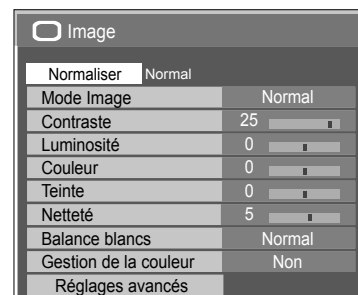 Image
Normaliser Normal
Mode Image Normal
Contraste 25
Luminosité 0
Couleur 0
Teinte 0
Netteté 5
Balance blancs Normal
Gestion de la couleur Non
Réglages avancés